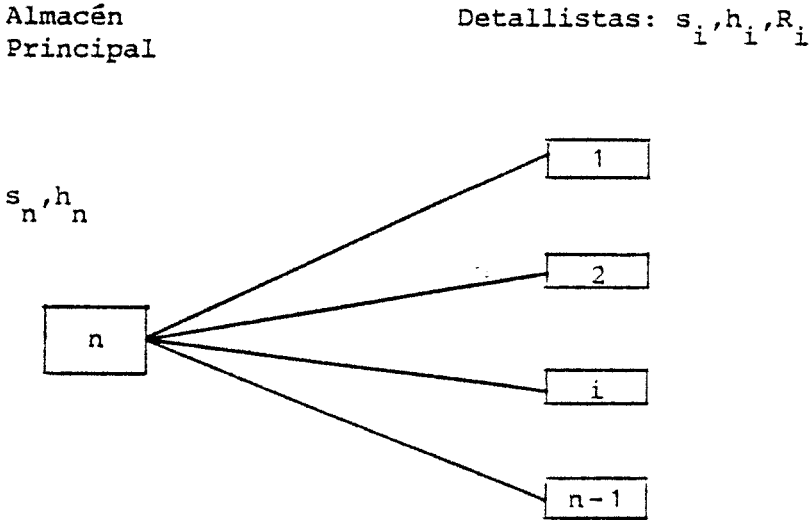 Almacén
Principal
Detallistas: s_i,h_i,R_i
s_n,h_n
1
2
n
i
n-1